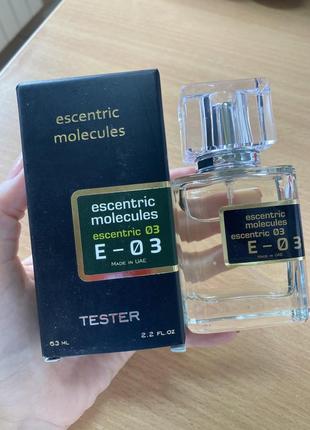 escentric
molecules
escentric
molecules
escentric 03
E-03
MADE IN UAE
TESTER
63 ML
2.2 FL.OZ
escentric
molecules
escentric 03
E-03
MADE IN UAE